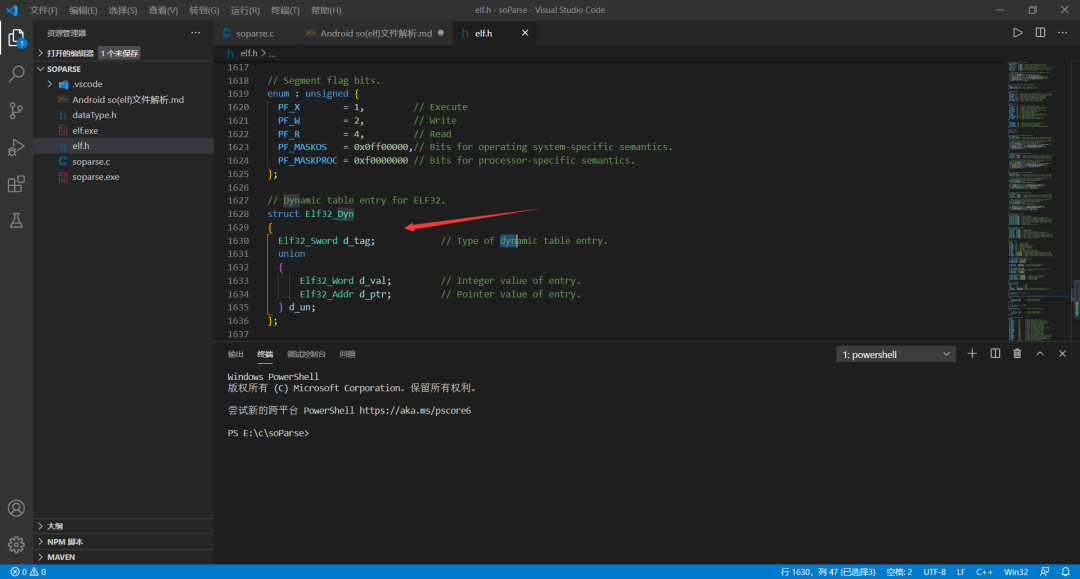 文件(F) 编辑(E) 选择(S) 查看(V) 转到(G) 运行(R) 终端(T) 帮助(H) elf.h - soParse - Visual Studio Code
资源管理器 ···
soparse.c Android so(elf)文件解析.md elf.h
打开的编辑器 1 个未保存
elf.h > ...
SOPARSE
.vscode
Android so(elf)文件解析.md
dataType.h
elf.exe
elf.h
soparse.c
soparse.exe
1617
1618 // Segment flag bits.
1619 enum : unsigned {
1620 PF_X = 1, // Execute
1621 PF_W = 2, // Write
1622 PF_R = 4, // Read
1623 PF_MASKOS = 0x0ff00000,// Bits for operating system-specific semantics.
1624 PF_MASKPROC = 0xf0000000 // Bits for processor-specific semantics.
1625 };
1626
1627 // Dynamic table entry for ELF32.
1628 struct Elf32_Dyn
1629 {
1630 Elf32_Sword d_tag; // Type of dynamic table entry.
1631 union
1632 {
1633 Elf32_Word d_val; // Integer value of entry.
1634 Elf32_Addr d_ptr; // Pointer value of entry.
1635 } d_un;
1636 };
1637
输出 终端 调试控制台 问题 1: powershell
Windows PowerShell
版权所有 (C) Microsoft Corporation。保留所有权利。
尝试新的跨平台 PowerShell https://aka.ms/pscore6
PS E:\c\soParse>
大纲
NPM 脚本
MAVEN
0 0 行 1630，列 47 (已选择3) 空格: 2 UTF-8 LF C++ Win32